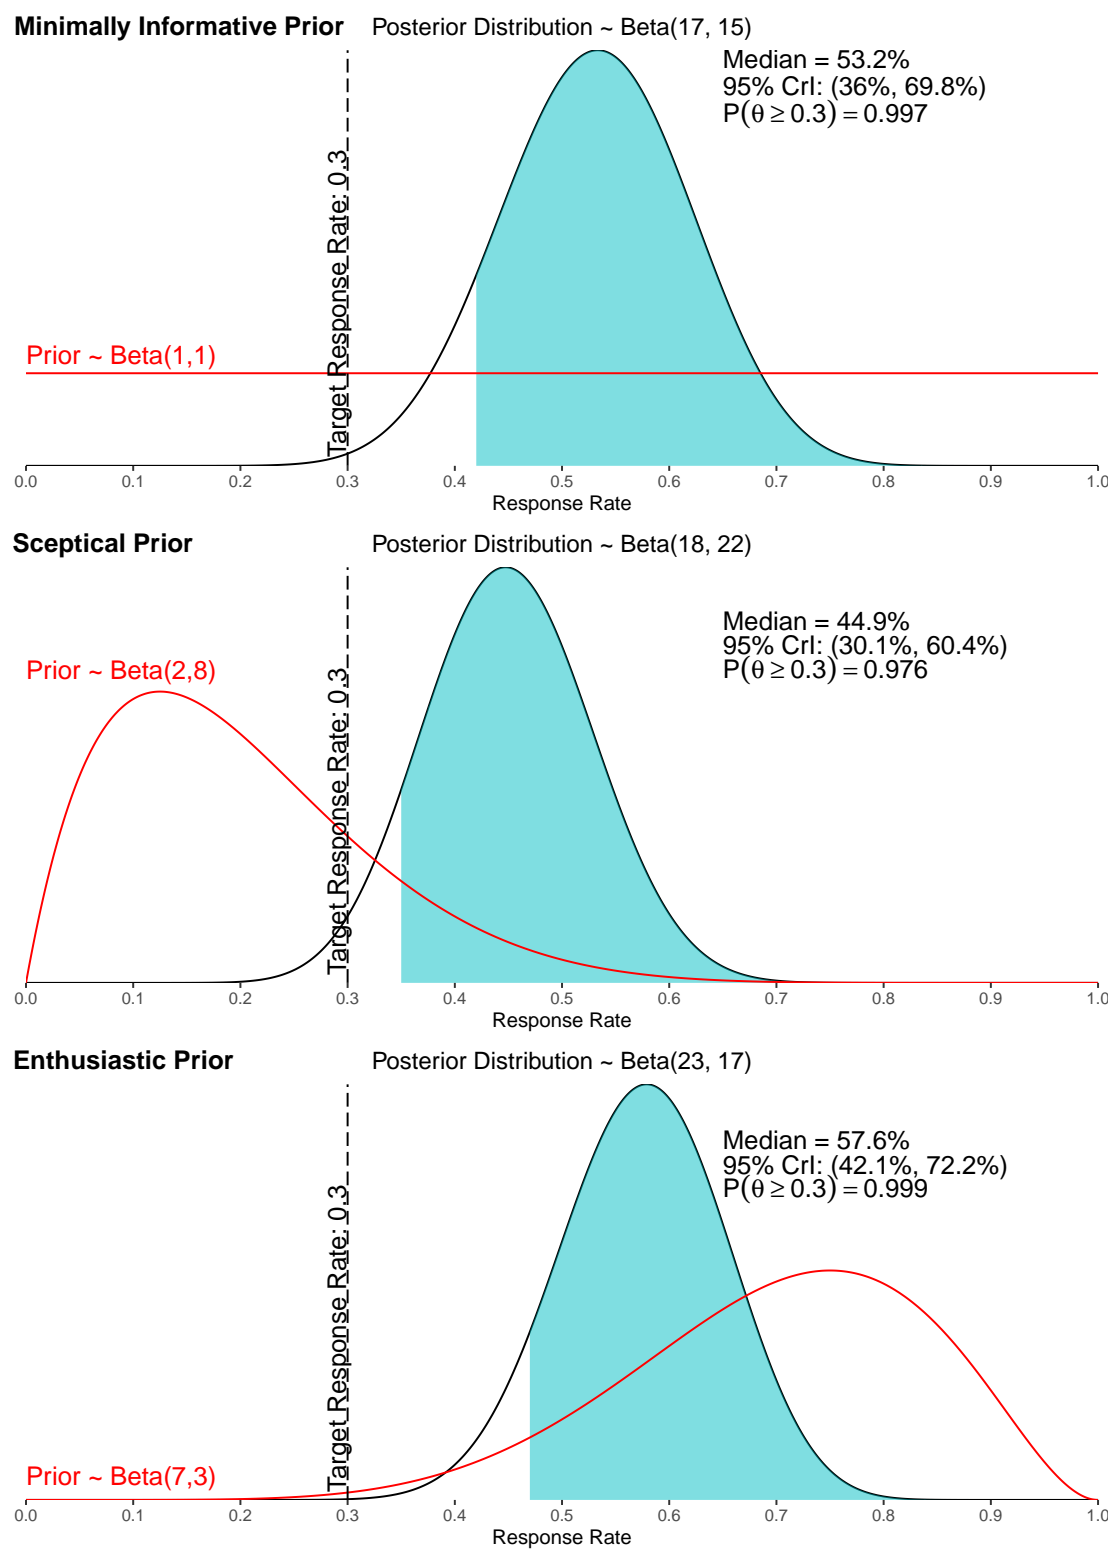 Minimally Informative Prior
Posterior Distribution ~ Beta(17, 15)
Median = 53.2%
95% CrI: (36%, 69.8%)
P(θ ≥ 0.3) = 0.997
Target Response Rate: 0.3
Prior ~ Beta(1,1)
0.0 0.1 0.2 0.3 0.4 0.5 0.6 0.7 0.8 0.9 1.0
Response Rate
Sceptical Prior
Posterior Distribution ~ Beta(18, 22)
Median = 44.9%
95% CrI: (30.1%, 60.4%)
P(θ ≥ 0.3) = 0.976
Prior ~ Beta(2,8)
Target Response Rate: 0.3
0.0 0.1 0.2 0.3 0.4 0.5 0.6 0.7 0.8 0.9 1.0
Response Rate
Enthusiastic Prior
Posterior Distribution ~ Beta(23, 17)
Median = 57.6%
95% CrI: (42.1%, 72.2%)
P(θ ≥ 0.3) = 0.999
Target Response Rate: 0.3
Prior ~ Beta(7,3)
0.0 0.1 0.2 0.3 0.4 0.5 0.6 0.7 0.8 0.9 1.0
Response Rate